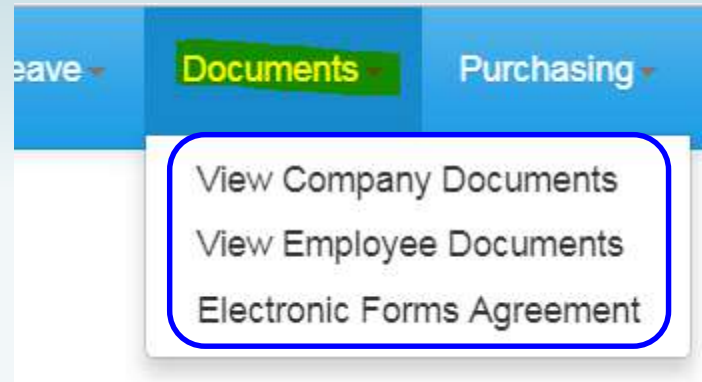 eave Documents Purchasing
View Company Documents
View Employee Documents
Electronic Forms Agreement